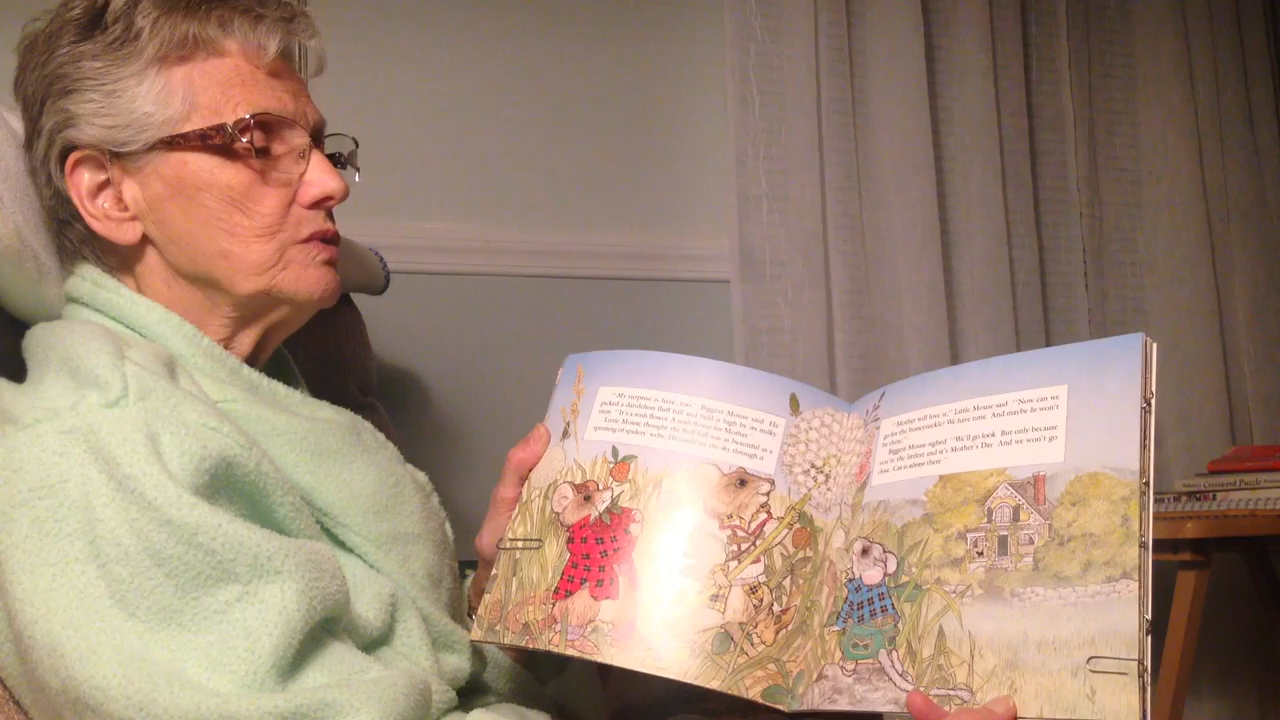 "My surprise is here, too." Biggest Mouse said. He
picked a dandelion fluff ball and held it high by its milky
stem. "It's a wish flower. A wish flower for Mother."
Little Mouse thought the fluff ball was as beautiful as a
spinning of spiders' webs. He could see the sky through it.
"Mother will love it," Little Mouse said. "Now can we
go for the honeysuckle? We have time. And maybe he won't
be there."
Biggest Mouse sighed. "We'll go look. But only because
you're the littlest and it's Mother's Day. And we won't go
close. Cat is always there."
Crossword Puzzle